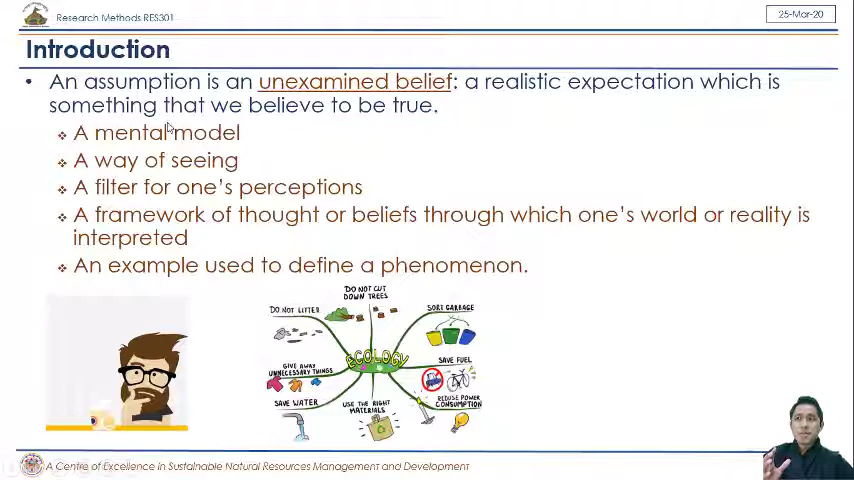 Research Methods RES301
25-Mar-20
Introduction
• An assumption is an unexamined belief: a realistic expectation which is
something that we believe to be true.
❖ A mental model
❖ A way of seeing
❖ A filter for one's perceptions
❖ A framework of thought or beliefs through which one's world or reality is
interpreted
❖ An example used to define a phenomenon.
DO NOT CUT
DOWN TREES
DO NOT LITTER
SORT GARBAGE
ECOLOGY
GIVE AWAY
UNNECESSARY THINGS
SAVE FUEL
SAVE WATER
USE THE RIGHT
MATERIALS
REDUSE POWER
CONSUMPTION
A Centre of Excellence in Sustainable Natural Resources Management and Development